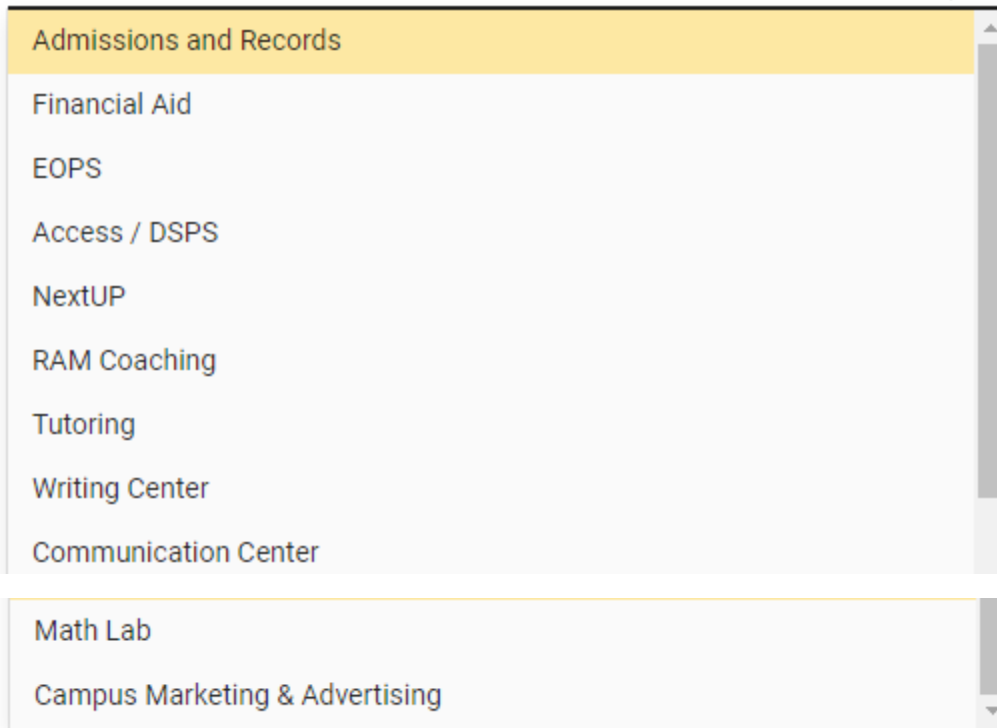 Admissions and Records
Financial Aid
EOPS
Access / DSPS
NextUP
RAM Coaching
Tutoring
Writing Center
Communication Center
Math Lab
Campus Marketing & Advertising